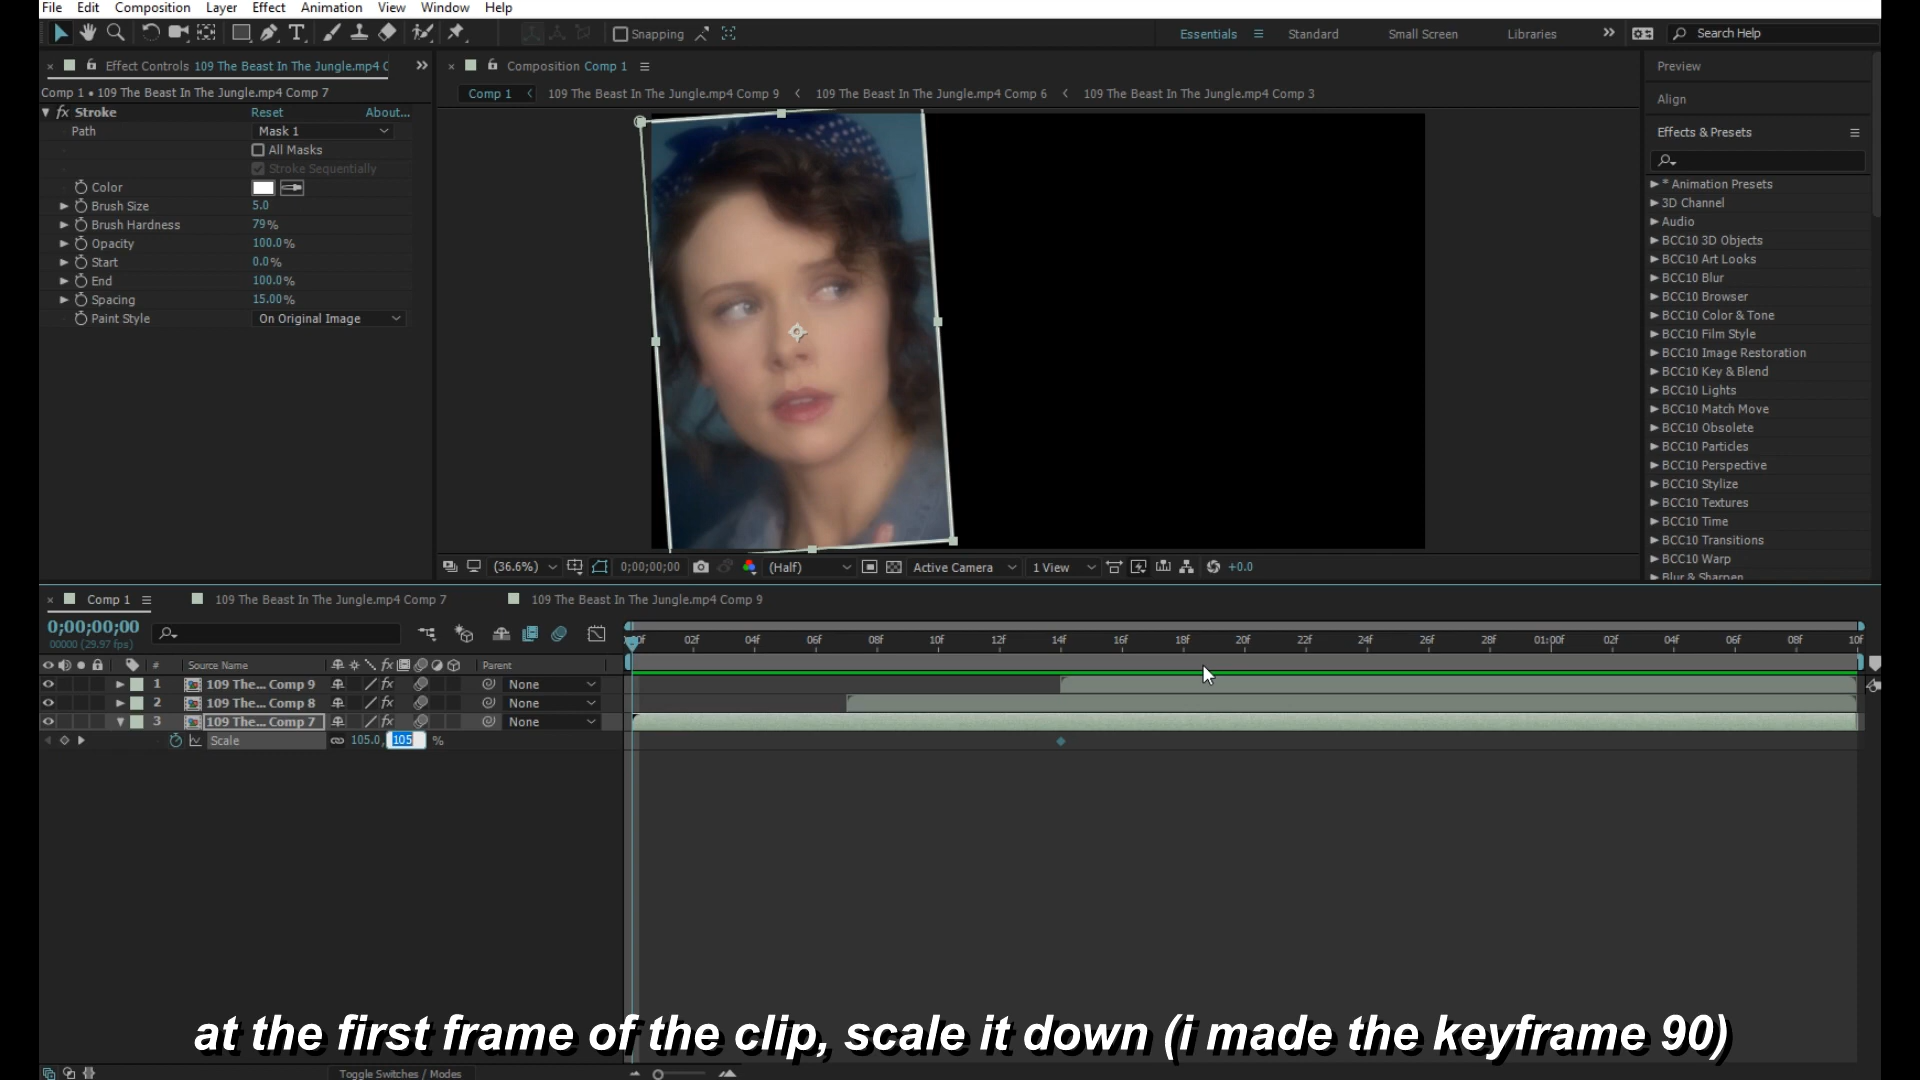 File Edit Composition Layer Effect Animation View Window Help
Snapping Essentials Standard Small Screen Libraries Search Help
Effect Controls 109 The Beast In The Jungle.mp4 C
Composition Comp 1
Preview
Comp 1 • 109 The Beast In The Jungle.mp4 Comp 7
Comp 1 109 The Beast In The Jungle.mp4 Comp 9 109 The Beast In The Jungle.mp4 Comp 6 109 The Beast In The Jungle.mp4 Comp 3
Align
fx Stroke Reset About...
Path Mask 1
All Masks
Stroke Sequentially
Color
Brush Size 5.0
Brush Hardness 79%
Opacity 100.0%
Start 0.0%
End 100.0%
Spacing 15.00%
Paint Style On Original Image
Effects & Presets
* Animation Presets
3D Channel
Audio
BCC10 3D Objects
BCC10 Art Looks
BCC10 Blur
BCC10 Browser
BCC10 Color & Tone
BCC10 Film Style
BCC10 Image Restoration
BCC10 Key & Blend
BCC10 Lights
BCC10 Match Move
BCC10 Obsolete
BCC10 Particles
BCC10 Perspective
BCC10 Stylize
BCC10 Textures
BCC10 Time
BCC10 Transitions
BCC10 Warp
Blur & Sharpen
(36.6%) 0;00;00;00 (Half) Active Camera 1 View +0.0
Comp 1 109 The Beast In The Jungle.mp4 Comp 7 109 The Beast In The Jungle.mp4 Comp 9
0;00;00;00
00000 (29.97 fps)
02f 04f 06f 08f 10f 12f 14f 16f 18f 20f 22f 24f 26f 28f 01:00f 02f 04f 06f 08f 10f
# Source Name fx Parent
1 109 The... Comp 9 fx None
2 109 The... Comp 8 fx None
3 109 The... Comp 7 fx None
Scale 105.0, 105 %
at the first frame of the clip, scale it down (i made the keyframe 90)
Toggle Switches / Modes